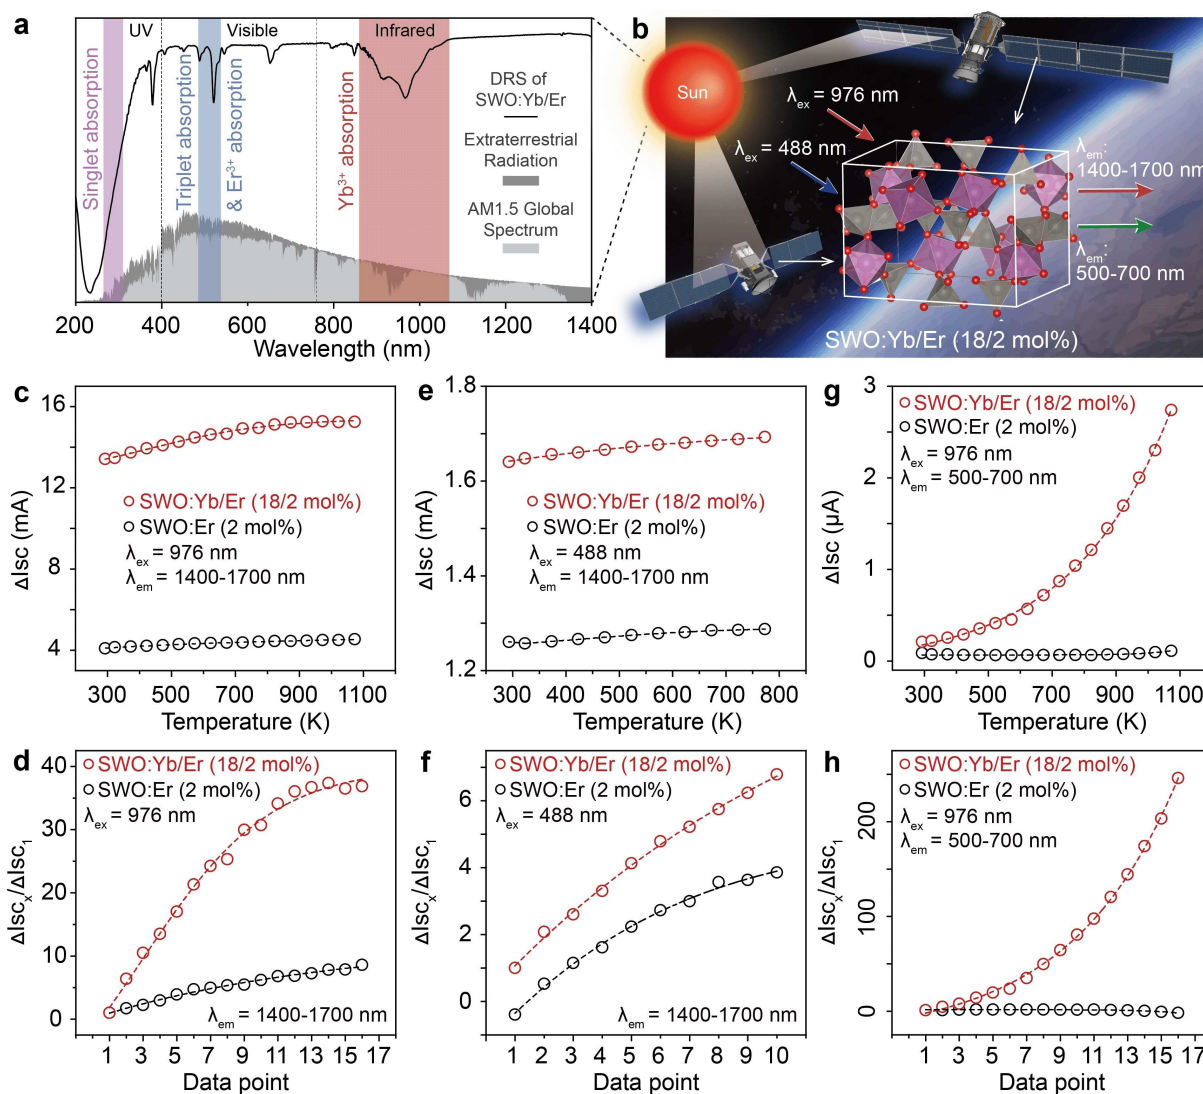 a
UV
Visible
Infrared
Singlet absorption
Triplet absorption
& Er³⁺ absorption
Yb³⁺ absorption
DRS of
SWO:Yb/Er
Extraterrestrial
Radiation
AM1.5 Global
Spectrum
200 400 600 800 1000 1200 1400
Wavelength (nm)
b
Sun
λex = 976 nm
λex = 488 nm
λem:
1400-1700 nm
λem:
500-700 nm
SWO:Yb/Er (18/2 mol%)
c
ΔIsc (mA)
16
12
8
4
SWO:Yb/Er (18/2 mol%)
SWO:Er (2 mol%)
λex = 976 nm
λem = 1400-1700 nm
300 500 700 900 1100
Temperature (K)
e
ΔIsc (mA)
1.8
1.6
1.4
1.2
SWO:Yb/Er (18/2 mol%)
SWO:Er (2 mol%)
λex = 488 nm
λem = 1400-1700 nm
300 400 500 600 700 800
Temperature (K)
g
ΔIsc (μA)
3
2
1
0
SWO:Yb/Er (18/2 mol%)
SWO:Er (2 mol%)
λex = 976 nm
λem = 500-700 nm
300 500 700 900 1100
Temperature (K)
d
ΔIscx/ΔIsc1
40
30
20
10
0
SWO:Yb/Er (18/2 mol%)
SWO:Er (2 mol%)
λex = 976 nm
λem = 1400-1700 nm
1 3 5 7 9 11 13 15 17
Data point
f
ΔIscx/ΔIsc1
6
4
2
0
SWO:Yb/Er (18/2 mol%)
SWO:Er (2 mol%)
λex = 488 nm
λem = 1400-1700 nm
1 2 3 4 5 6 7 8 9 10
Data point
h
ΔIscx/ΔIsc1
200
100
0
SWO:Yb/Er (18/2 mol%)
SWO:Er (2 mol%)
λex = 976 nm
λem = 500-700 nm
1 3 5 7 9 11 13 15 17
Data point